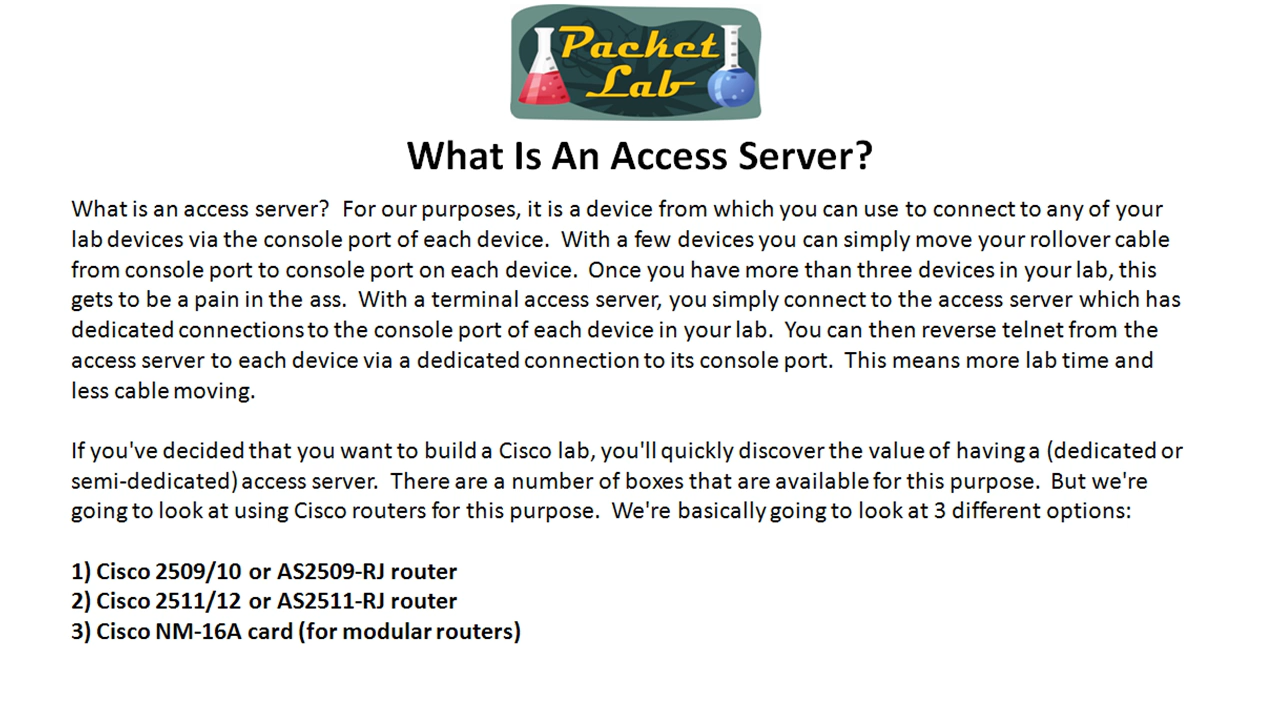 Packet
Lab
What Is An Access Server?
What is an access server?  For our purposes, it is a device from which you can use to connect to any of your
lab devices via the console port of each device.  With a few devices you can simply move your rollover cable
from console port to console port on each device.  Once you have more than three devices in your lab, this
gets to be a pain in the ass.  With a terminal access server, you simply connect to the access server which has
dedicated connections to the console port of each device in your lab.  You can then reverse telnet from the
access server to each device via a dedicated connection to its console port.  This means more lab time and
less cable moving.
If you've decided that you want to build a Cisco lab, you'll quickly discover the value of having a (dedicated or
semi-dedicated) access server.  There are a number of boxes that are available for this purpose.  But we're
going to look at using Cisco routers for this purpose.  We're basically going to look at 3 different options:
1) Cisco 2509/10 or AS2509-RJ router
2) Cisco 2511/12 or AS2511-RJ router
3) Cisco NM-16A card (for modular routers)